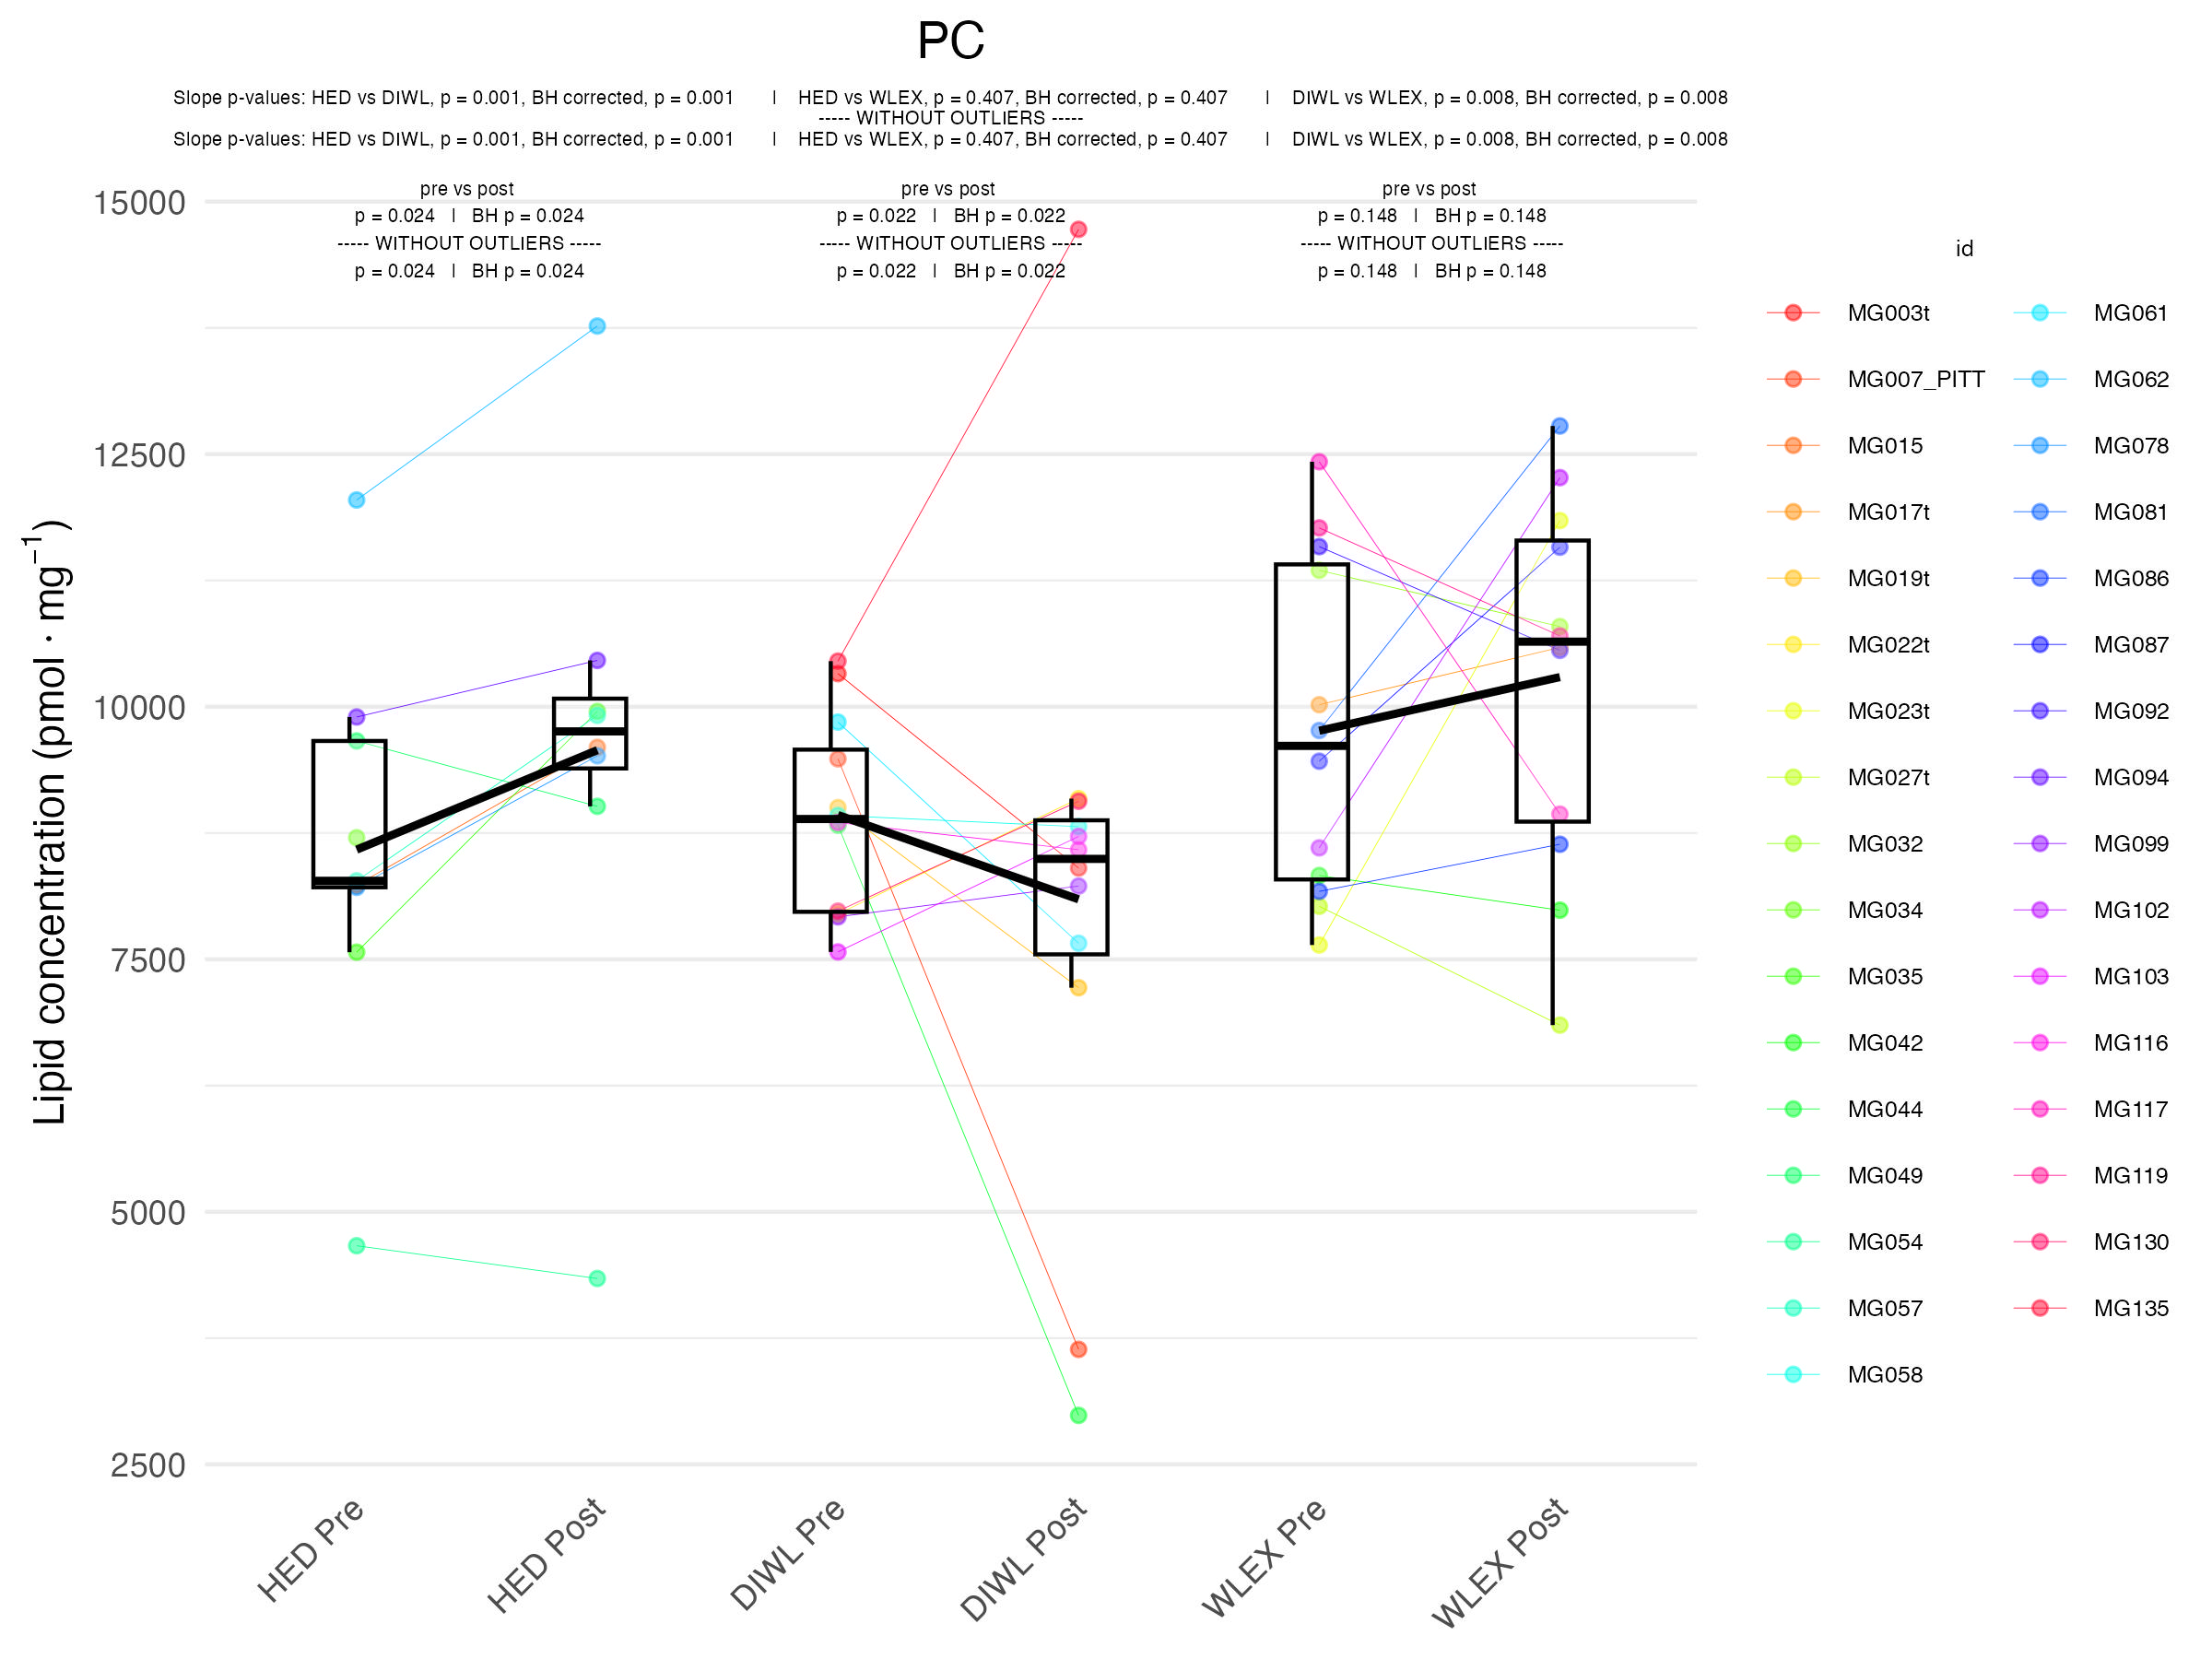 PC
Slope p-values: HED vs DIWL, p = 0.001, BH corrected, p = 0.001 | HED vs WLEX, p = 0.407, BH corrected, p = 0.407 | DIWL vs WLEX, p = 0.008, BH corrected, p = 0.008
----- WITHOUT OUTLIERS -----
Slope p-values: HED vs DIWL, p = 0.001, BH corrected, p = 0.001 | HED vs WLEX, p = 0.407, BH corrected, p = 0.407 | DIWL vs WLEX, p = 0.008, BH corrected, p = 0.008
pre vs post
p = 0.024 | BH p = 0.024
----- WITHOUT OUTLIERS -----
p = 0.024 | BH p = 0.024
pre vs post
p = 0.022 | BH p = 0.022
----- WITHOUT OUTLIERS -----
p = 0.022 | BH p = 0.022
pre vs post
p = 0.148 | BH p = 0.148
----- WITHOUT OUTLIERS -----
p = 0.148 | BH p = 0.148
Lipid concentration (pmol · mg⁻¹)
15000
12500
10000
7500
5000
2500
HED Pre
HED Post
DIWL Pre
DIWL Post
WLEX Pre
WLEX Post
id
MG003t
MG007_PITT
MG015
MG017t
MG019t
MG022t
MG023t
MG027t
MG032
MG034
MG035
MG042
MG044
MG049
MG054
MG057
MG058
MG061
MG062
MG078
MG081
MG086
MG087
MG092
MG094
MG099
MG102
MG103
MG116
MG117
MG119
MG130
MG135